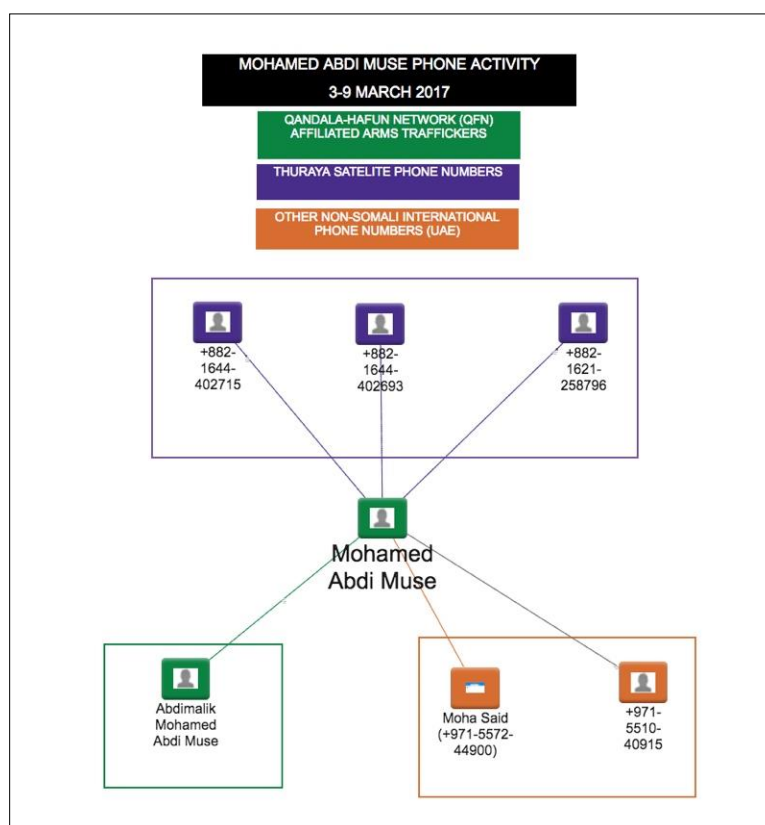 MOHAMED ABDI MUSE PHONE ACTIVITY
3-9 MARCH 2017
QANDALA-HAFUN NETWORK (QFN)
AFFILIATED ARMS TRAFFICKERS
THURAYA SATELITE PHONE NUMBERS
OTHER NON-SOMALI INTERNATIONAL
PHONE NUMBERS (UAE)
+882-
1644-
402715
+882-
1644-
402693
+882-
1621-
258796
Mohamed
Abdi Muse
Abdimalik
Mohamed
Abdi Muse
Moha Said
(+971-5572-
44900)
+971-
5510-
40915